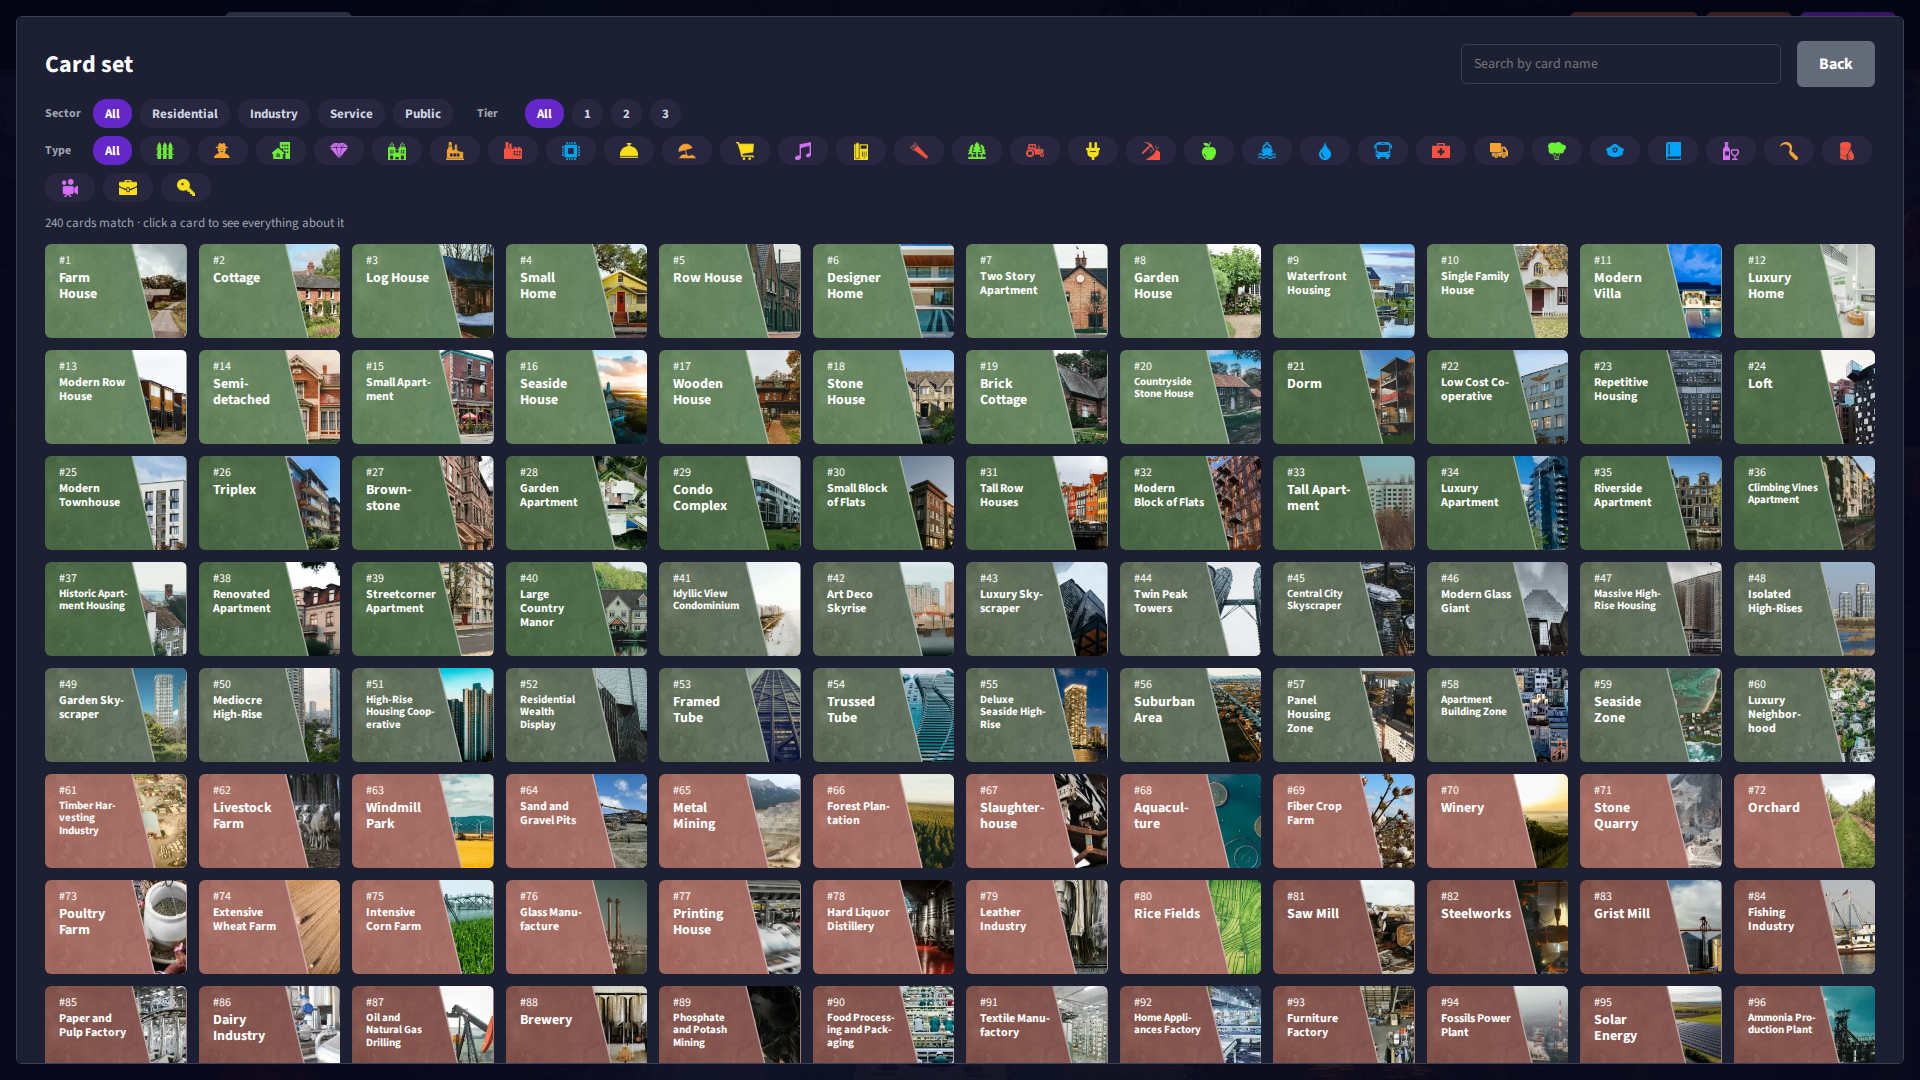 Card set
Search by card name
Back
Sector All Residential Industry Service Public Tier All 1 2 3
Type All
240 cards match · click a card to see everything about it
#1
Farm
House
#2
Cottage
#3
Log House
#4
Small
Home
#5
Row House
#6
Designer
Home
#7
Two Story
Apartment
#8
Garden
House
#9
Waterfront
Housing
#10
Single Family
House
#11
Modern
Villa
#12
Luxury
Home
#13
Modern Row
House
#14
Semi-
detached
#15
Small Apart-
ment
#16
Seaside
House
#17
Wooden
House
#18
Stone
House
#19
Brick
Cottage
#20
Countryside
Stone House
#21
Dorm
#22
Low Cost Co-
operative
#23
Repetitive
Housing
#24
Loft
#25
Modern
Townhouse
#26
Triplex
#27
Brown-
stone
#28
Garden
Apartment
#29
Condo
Complex
#30
Small Block
of Flats
#31
Tall Row
Houses
#32
Modern
Block of Flats
#33
Tall Apart-
ment
#34
Luxury
Apartment
#35
Riverside
Apartment
#36
Climbing Vines
Apartment
#37
Historic Apart-
ment Housing
#38
Renovated
Apartment
#39
Streetcorner
Apartment
#40
Large
Country
Manor
#41
Idyllic View
Condominium
#42
Art Deco
Skyrise
#43
Luxury Sky-
scraper
#44
Twin Peak
Towers
#45
Central City
Skyscraper
#46
Modern Glass
Giant
#47
Massive High-
Rise Housing
#48
Isolated
High-Rises
#49
Garden Sky-
scraper
#50
Mediocre
High-Rise
#51
High-Rise
Housing Coop-
erative
#52
Residential
Wealth
Display
#53
Framed
Tube
#54
Trussed
Tube
#55
Deluxe
Seaside High-
Rise
#56
Suburban
Area
#57
Panel
Housing
Zone
#58
Apartment
Building Zone
#59
Seaside
Zone
#60
Luxury
Neighbor-
hood
#61
Timber Har-
vesting
Industry
#62
Livestock
Farm
#63
Windmill
Park
#64
Sand and
Gravel Pits
#65
Metal
Mining
#66
Forest Plan-
tation
#67
Slaughter-
house
#68
Aquacul-
ture
#69
Fiber Crop
Farm
#70
Winery
#71
Stone
Quarry
#72
Orchard
#73
Poultry
Farm
#74
Extensive
Wheat Farm
#75
Intensive
Corn Farm
#76
Glass Manu-
facture
#77
Printing
House
#78
Hard Liquor
Distillery
#79
Leather
Industry
#80
Rice Fields
#81
Saw Mill
#82
Steelworks
#83
Grist Mill
#84
Fishing
Industry
#85
Paper and
Pulp Factory
#86
Dairy
Industry
#87
Oil and
Natural Gas
Drilling
#88
Brewery
#89
Phosphate
and Potash
Mining
#90
Food Process-
ing and Pack-
aging
#91
Textile Manu-
factory
#92
Home Appli-
ances Factory
#93
Furniture
Factory
#94
Fossils Power
Plant
#95
Solar
Energy
#96
Ammonia Pro-
duction Plant